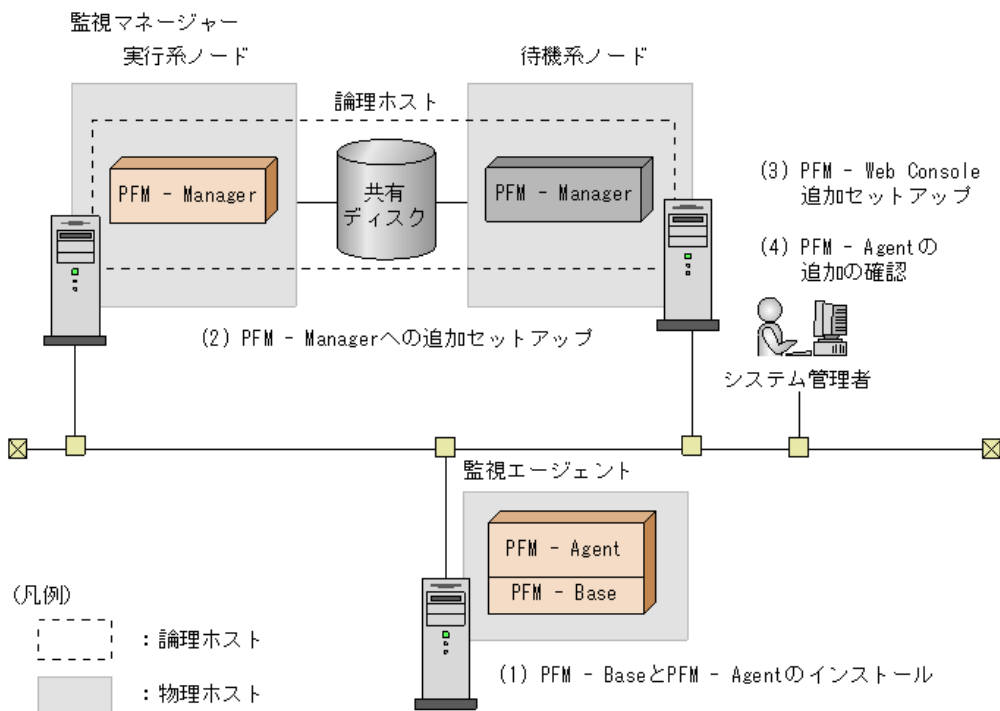 監視マネージャー
実行系ノード
待機系ノード
論理ホスト
PFM - Manager
共有
ディスク
PFM - Manager
(3) PFM - Web Console
追加セットアップ
(4) PFM - Agentの
追加の確認
(2) PFM - Managerへの追加セットアップ
システム管理者
監視エージェント
PFM - Agent
PFM - Base
(凡例)
：論理ホスト
：物理ホスト
(1) PFM - BaseとPFM - Agentのインストール